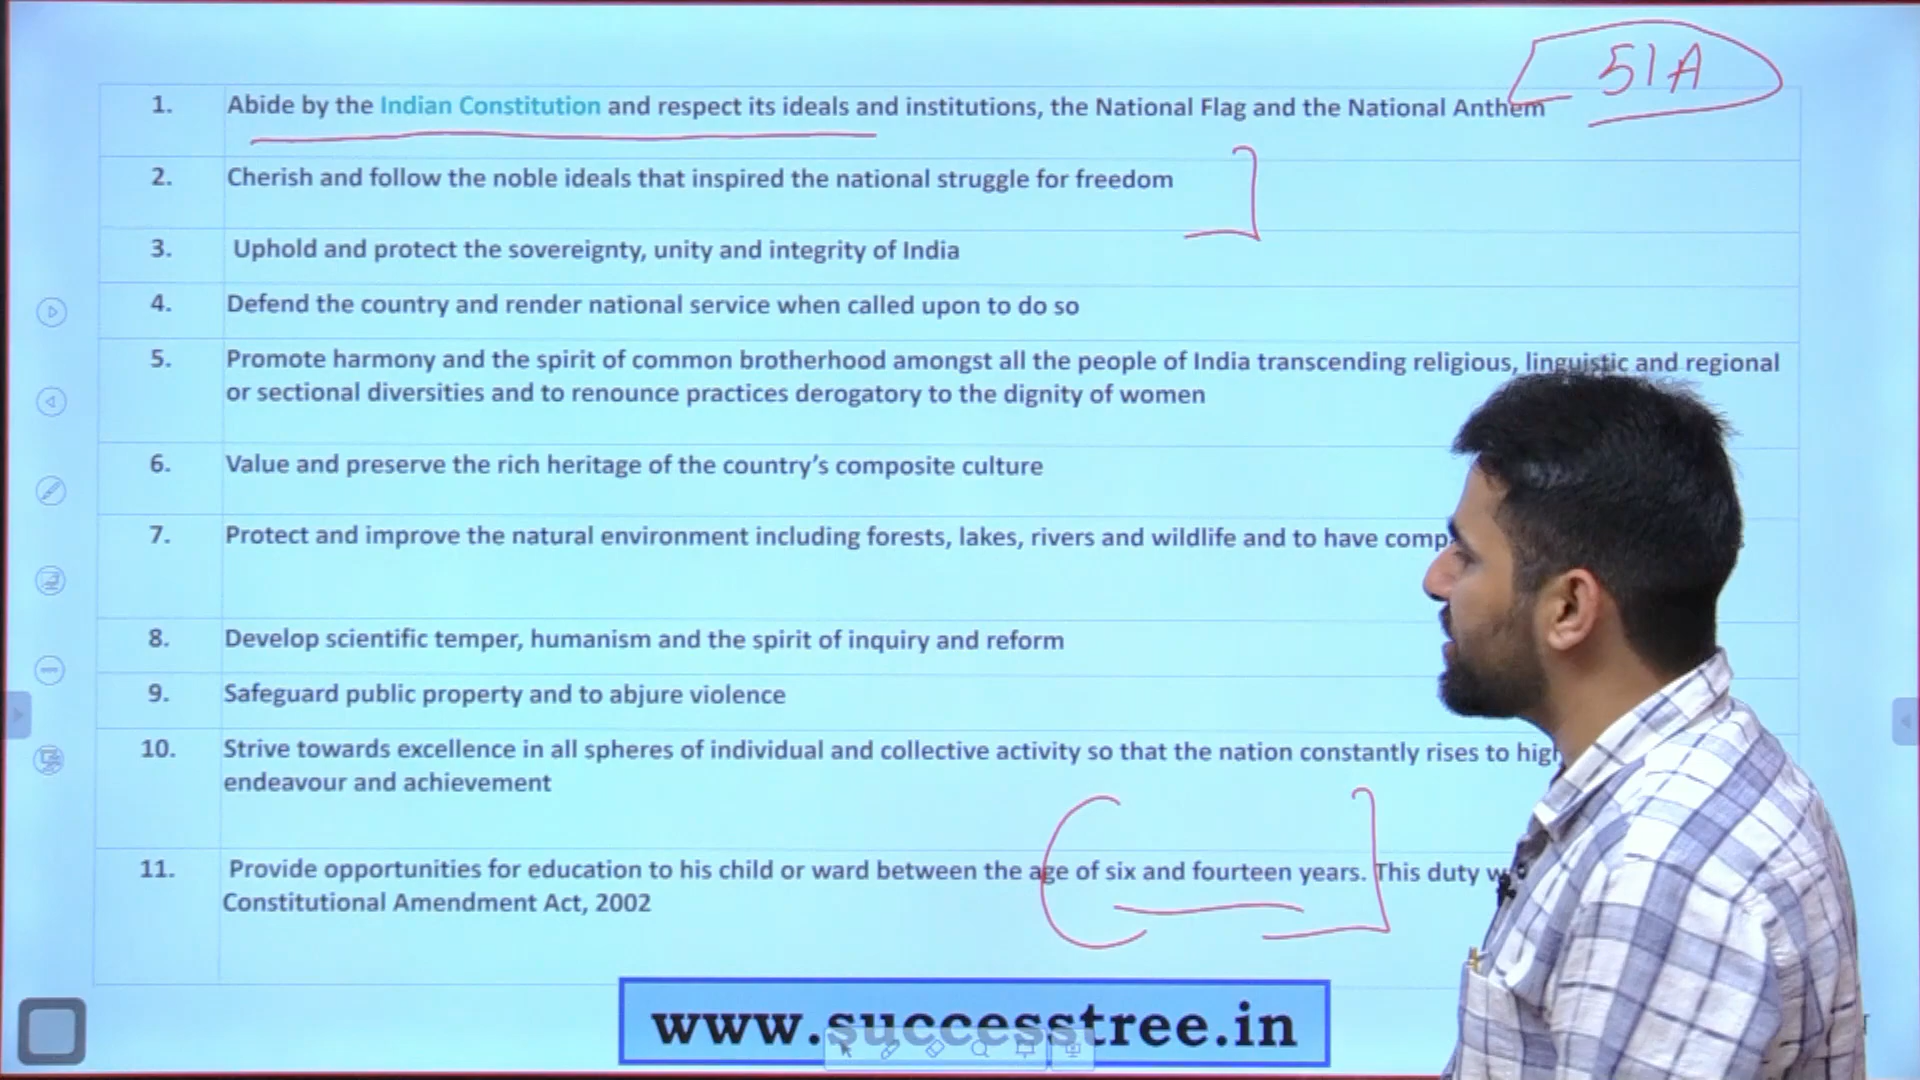 51A
1. Abide by the Indian Constitution and respect its ideals and institutions, the National Flag and the National Anthem
2. Cherish and follow the noble ideals that inspired the national struggle for freedom
3. Uphold and protect the sovereignty, unity and integrity of India
4. Defend the country and render national service when called upon to do so
5. Promote harmony and the spirit of common brotherhood amongst all the people of India transcending religious, linguistic and regional
or sectional diversities and to renounce practices derogatory to the dignity of women
6. Value and preserve the rich heritage of the country’s composite culture
7. Protect and improve the natural environment including forests, lakes, rivers and wildlife and to have
8. Develop scientific temper, humanism and the spirit of inquiry and reform
9. Safeguard public property and to abjure violence
10. Strive towards excellence in all spheres of individual and collective activity so that the nation constantly rises to
endeavour and achievement
11. Provide opportunities for education to his child or ward between the age of six and fourteen years. This duty
Constitutional Amendment Act, 2002
www.successtree.in